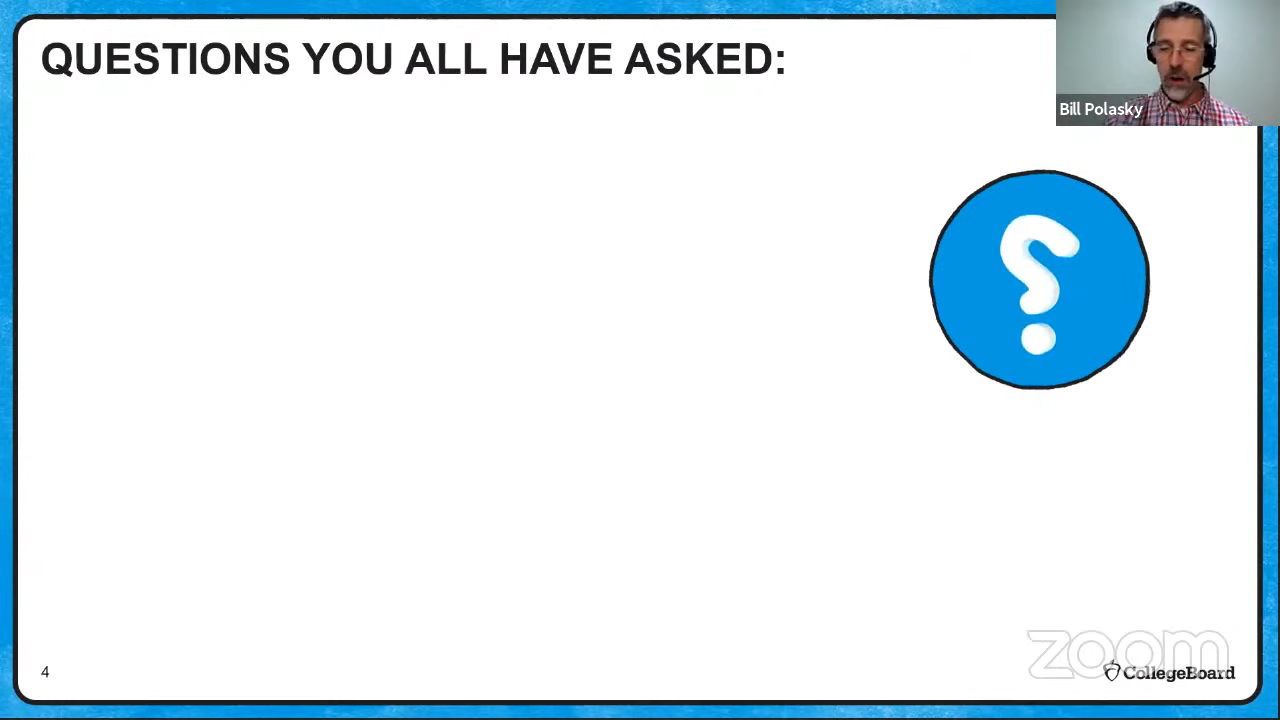 QUESTIONS YOU ALL HAVE ASKED:
Bill Polasky
?
4
zoom
CollegeBoard